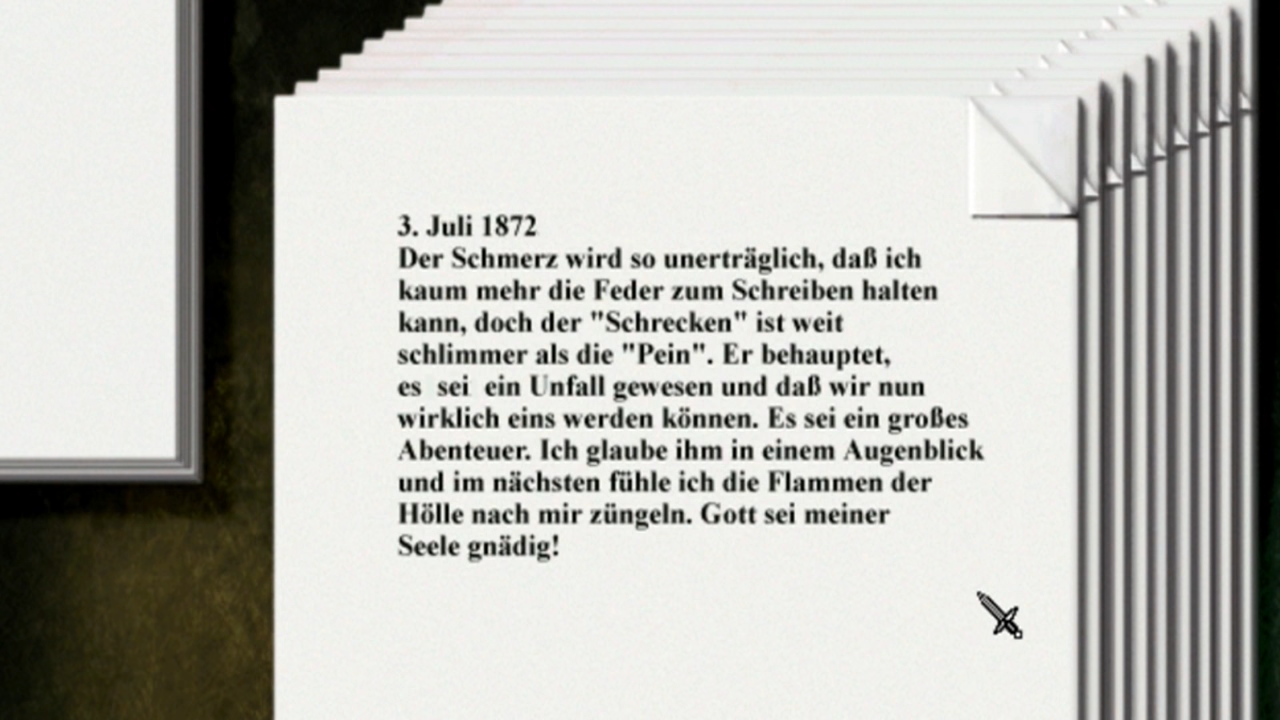 3. Juli 1872
Der Schmerz wird so unerträglich, daß ich
kaum mehr die Feder zum Schreiben halten
kann, doch der "Schrecken" ist weit
schlimmer als die "Pein". Er behauptet,
es  sei  ein Unfall gewesen und daß wir nun
wirklich eins werden können. Es sei ein großes
Abenteuer. Ich glaube ihm in einem Augenblick
und im nächsten fühle ich die Flammen der
Hölle nach mir züngeln. Gott sei meiner
Seele gnädig!